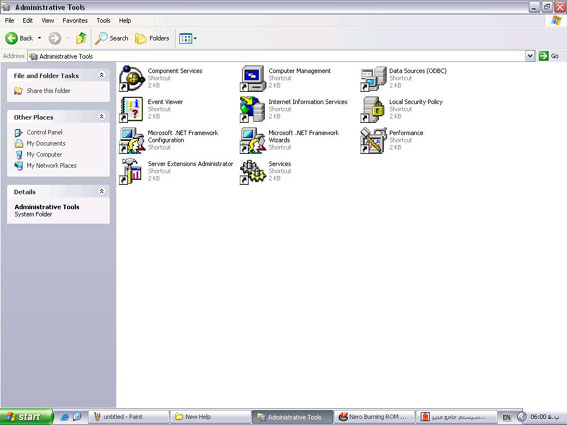 Administrative Tools
File Edit View Favorites Tools Help
Back Search Folders
Address Administrative Tools Go
File and Folder Tasks
Share this folder
Other Places
Control Panel
My Documents
My Computer
My Network Places
Details
Administrative Tools
System Folder
Component Services
Shortcut
2 KB
Computer Management
Shortcut
2 KB
Data Sources (ODBC)
Shortcut
2 KB
Event Viewer
Shortcut
2 KB
Internet Information Services
Shortcut
2 KB
Local Security Policy
Shortcut
2 KB
Microsoft .NET Framework
Configuration
Shortcut
Microsoft .NET Framework
Wizards
Shortcut
Performance
Shortcut
2 KB
Server Extensions Administrator
Shortcut
2 KB
Services
Shortcut
2 KB
start untitled - Paint New Help Administrative Tools Nero Burning ROM ... سیستم جامع مدیر... EN 06:00 ب.ظ